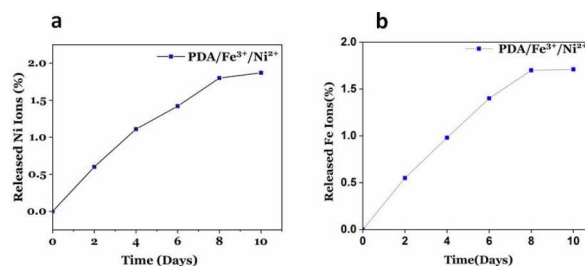 a
PDA/Fe³⁺/Ni²⁺
Released Ni Ions (%)
2.0
1.5
1.0
0.5
0.0
0 2 4 6 8 10
Time (Days)
b
PDA/Fe³⁺/Ni²⁺
Released Fe Ions(%)
2.0
1.5
1.0
0.5
0.0
0 2 4 6 8 10
Time(Days)